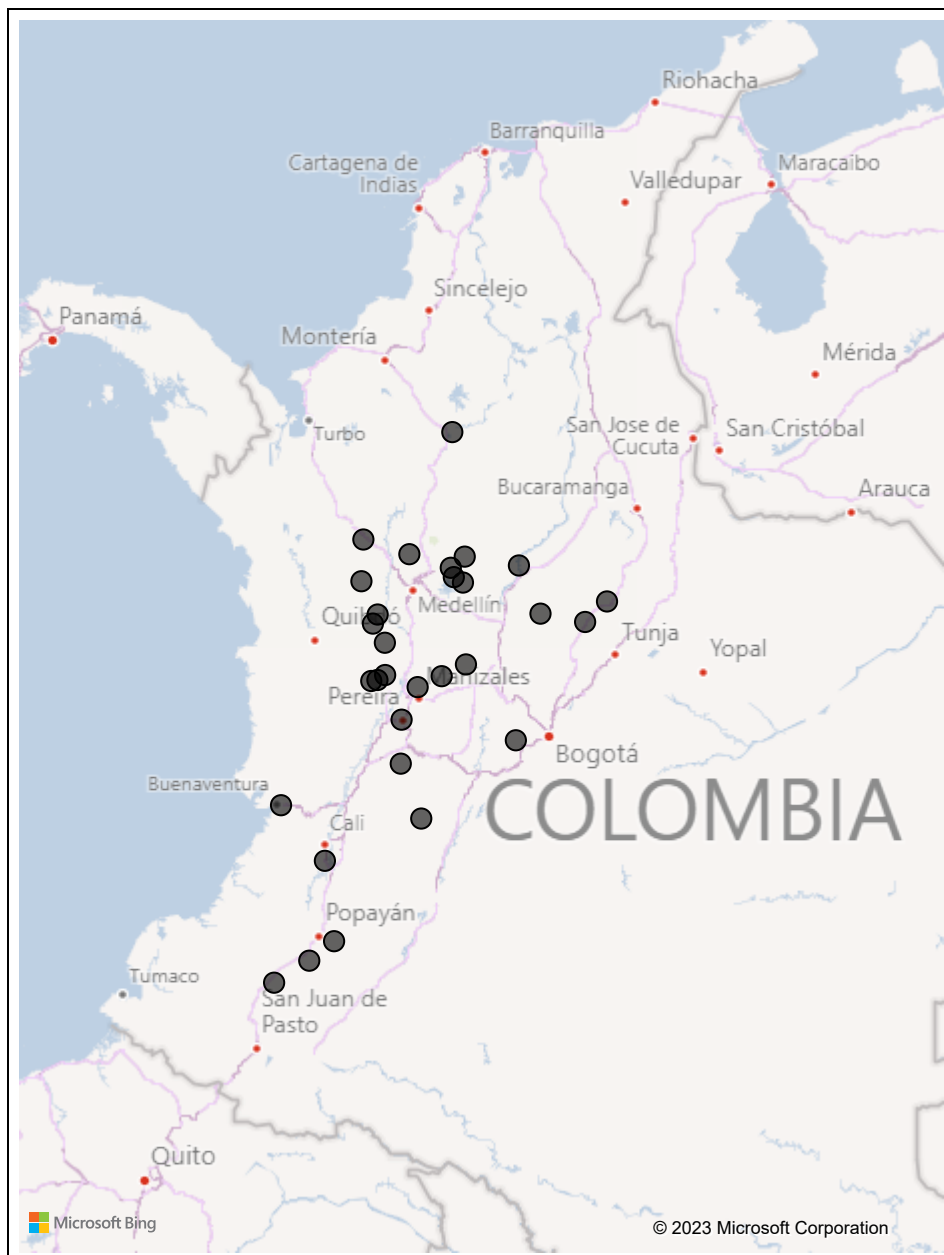 Riohacha
Barranquilla
Cartagena de
Indias
Maracaibo
Valledupar
Sincelejo
Panamá
Montería
Mérida
Turbo
San Jose de
Cucuta
San Cristóbal
Bucaramanga
Arauca
Medellín
Quibdó
Tunja
Yopal
Manizales
Pereira
Bogotá
Buenaventura
COLOMBIA
Cali
Popayán
Tumaco
San Juan de
Pasto
Quito
Microsoft Bing
© 2023 Microsoft Corporation